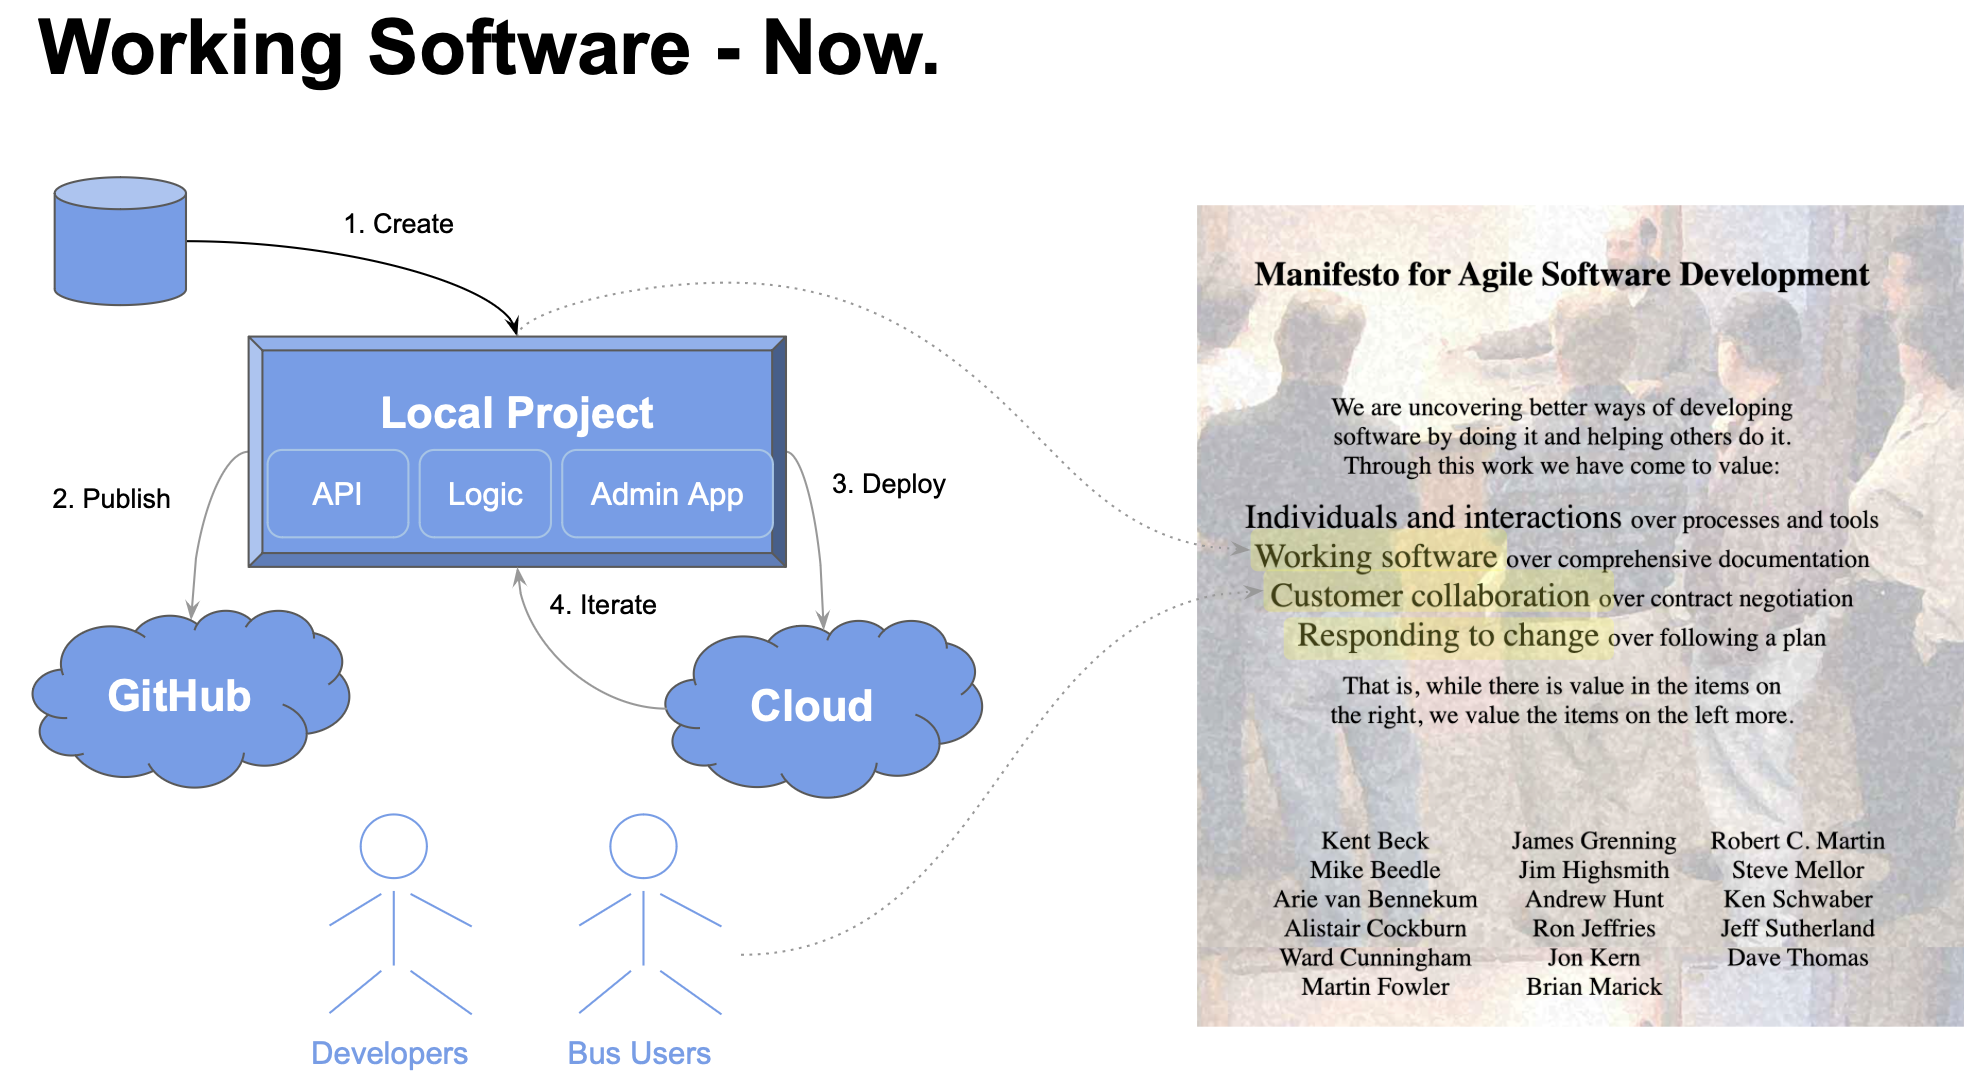 Working Software - Now.
1. Create
Local Project
API
Logic
Admin App
2. Publish
3. Deploy
4. Iterate
GitHub
Cloud
Developers
Bus Users
Manifesto for Agile Software Development
We are uncovering better ways of developing
software by doing it and helping others do it.
Through this work we have come to value:
Individuals and interactions over processes and tools
Working software over comprehensive documentation
Customer collaboration over contract negotiation
Responding to change over following a plan
That is, while there is value in the items on
the right, we value the items on the left more.
Kent Beck
Mike Beedle
Arie van Bennekum
Alistair Cockburn
Ward Cunningham
Martin Fowler
James Grenning
Jim Highsmith
Andrew Hunt
Ron Jeffries
Jon Kern
Brian Marick
Robert C. Martin
Steve Mellor
Ken Schwaber
Jeff Sutherland
Dave Thomas